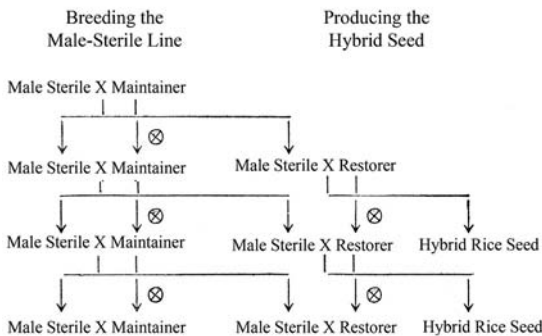 Breeding the
Male-Sterile Line
Producing the
Hybrid Seed
Male Sterile X Maintainer
Male Sterile X Maintainer
Male Sterile X Restorer
Male Sterile X Maintainer
Male Sterile X Restorer
Hybrid Rice Seed
Male Sterile X Maintainer
Male Sterile X Restorer
Hybrid Rice Seed